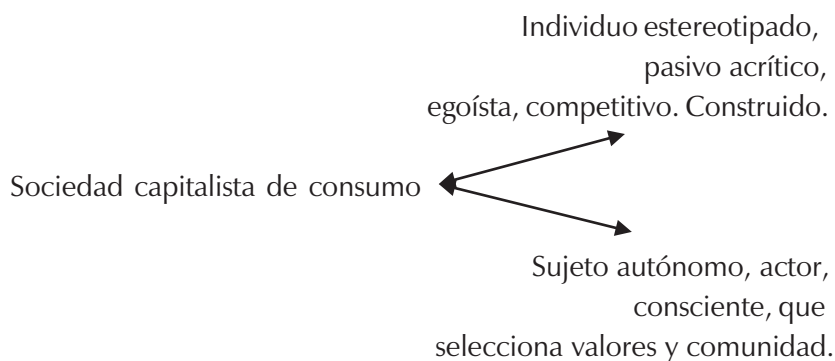 Individuo estereotipado,
pasivo acrítico,
egoísta, competitivo. Construido.
Sociedad capitalista de consumo
Sujeto autónomo, actor,
consciente, que
selecciona valores y comunidad.